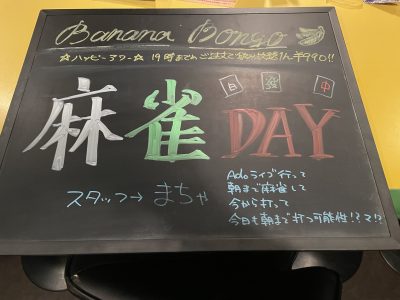 Banana Bongo
☆ハッピーアワー☆ 19時までのご注文で飲み放題1h ¥990!!
白 發 中
麻雀DAY
スタッフ→ まちゃ
Adoライブ行って
朝まで麻雀して
今から打って
今日も朝まで打つ可能性!?!?